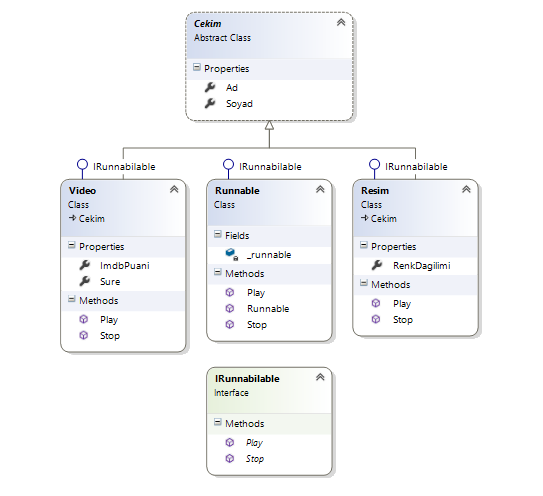 Cekim
Abstract Class
Properties
Ad
Soyad
IRunnabilable
IRunnabilable
IRunnabilable
Video
Class
Cekim
Properties
ImdbPuani
Sure
Methods
Play
Stop
Runnable
Class
Fields
_runnable
Methods
Play
Runnable
Stop
Resim
Class
Cekim
Properties
RenkDagilimi
Methods
Play
Stop
IRunnabilable
Interface
Methods
Play
Stop